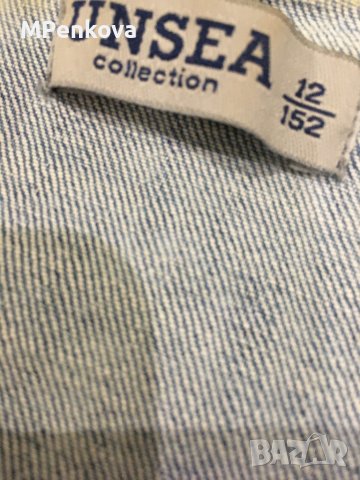 MPenkova
UNSEA
collection
12
152
BAZAR